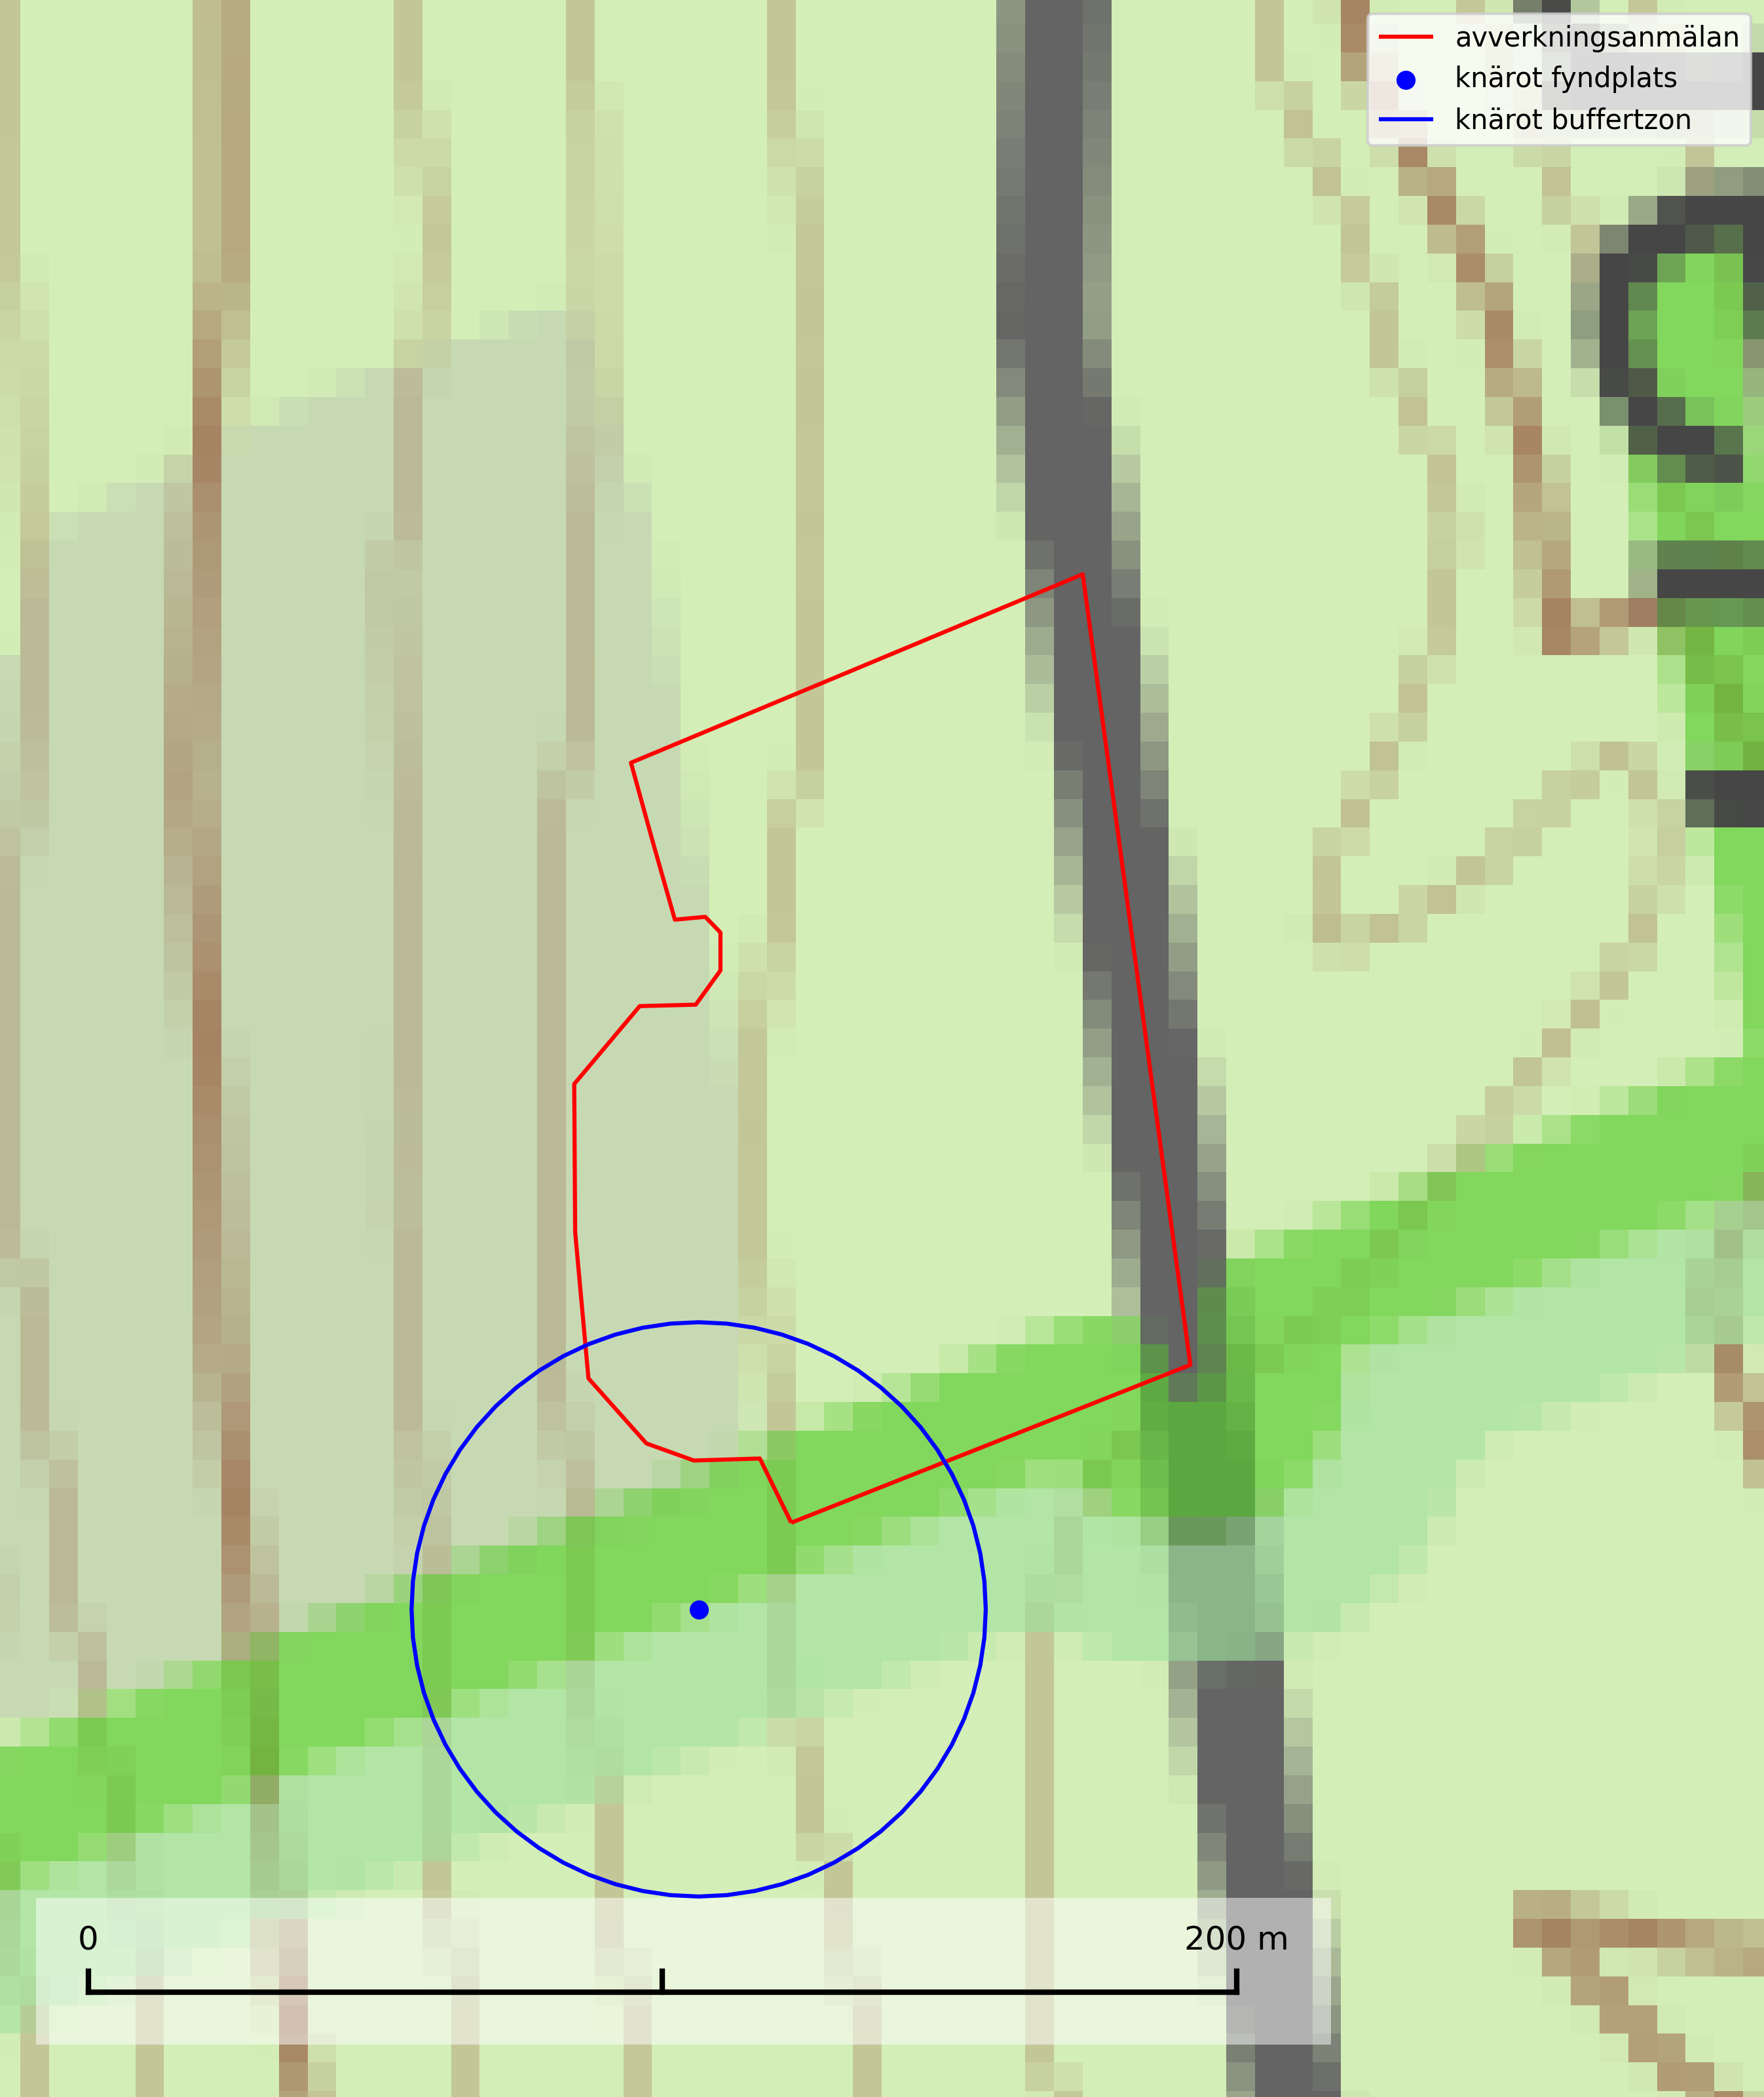 avverkningsanmälan
knärot fyndplats
knärot buffertzon
0
200 m